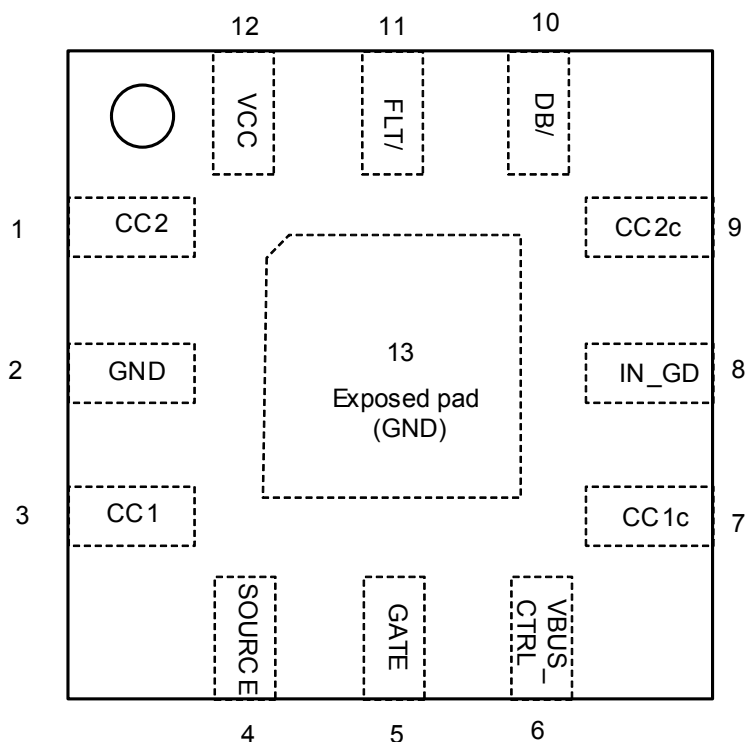 12
11
10
VCC
FLT/
DB/
1
CC2
CC2c
9
2
GND
13
Exposed pad
(GND)
IN_GD
8
3
CC1
CC1c
7
SOURCE
GATE
VBUS_
CTRL
4
5
6